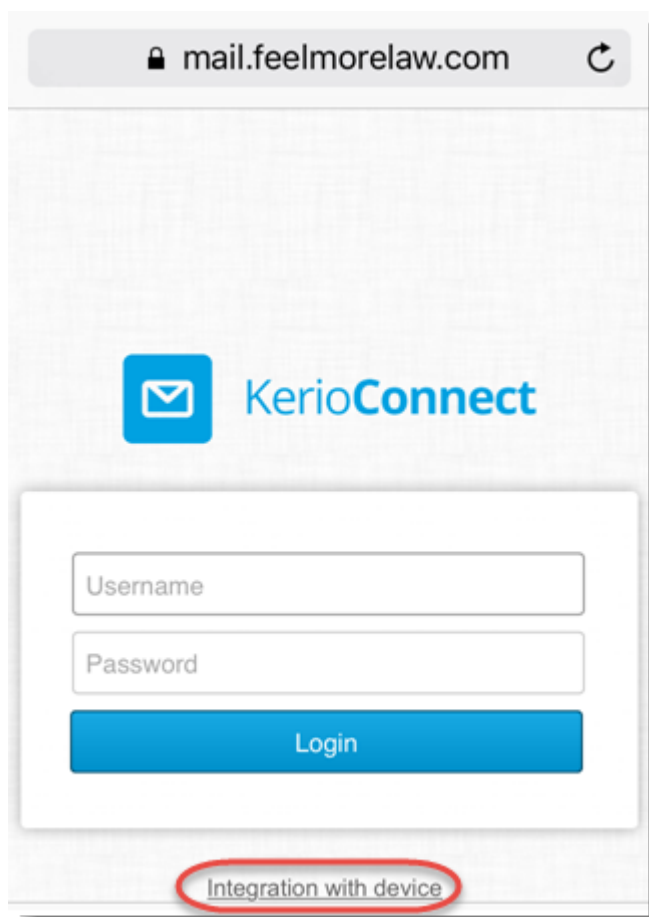 mail.feelmorelaw.com
KerioConnect
Username
Password
Login
Integration with device